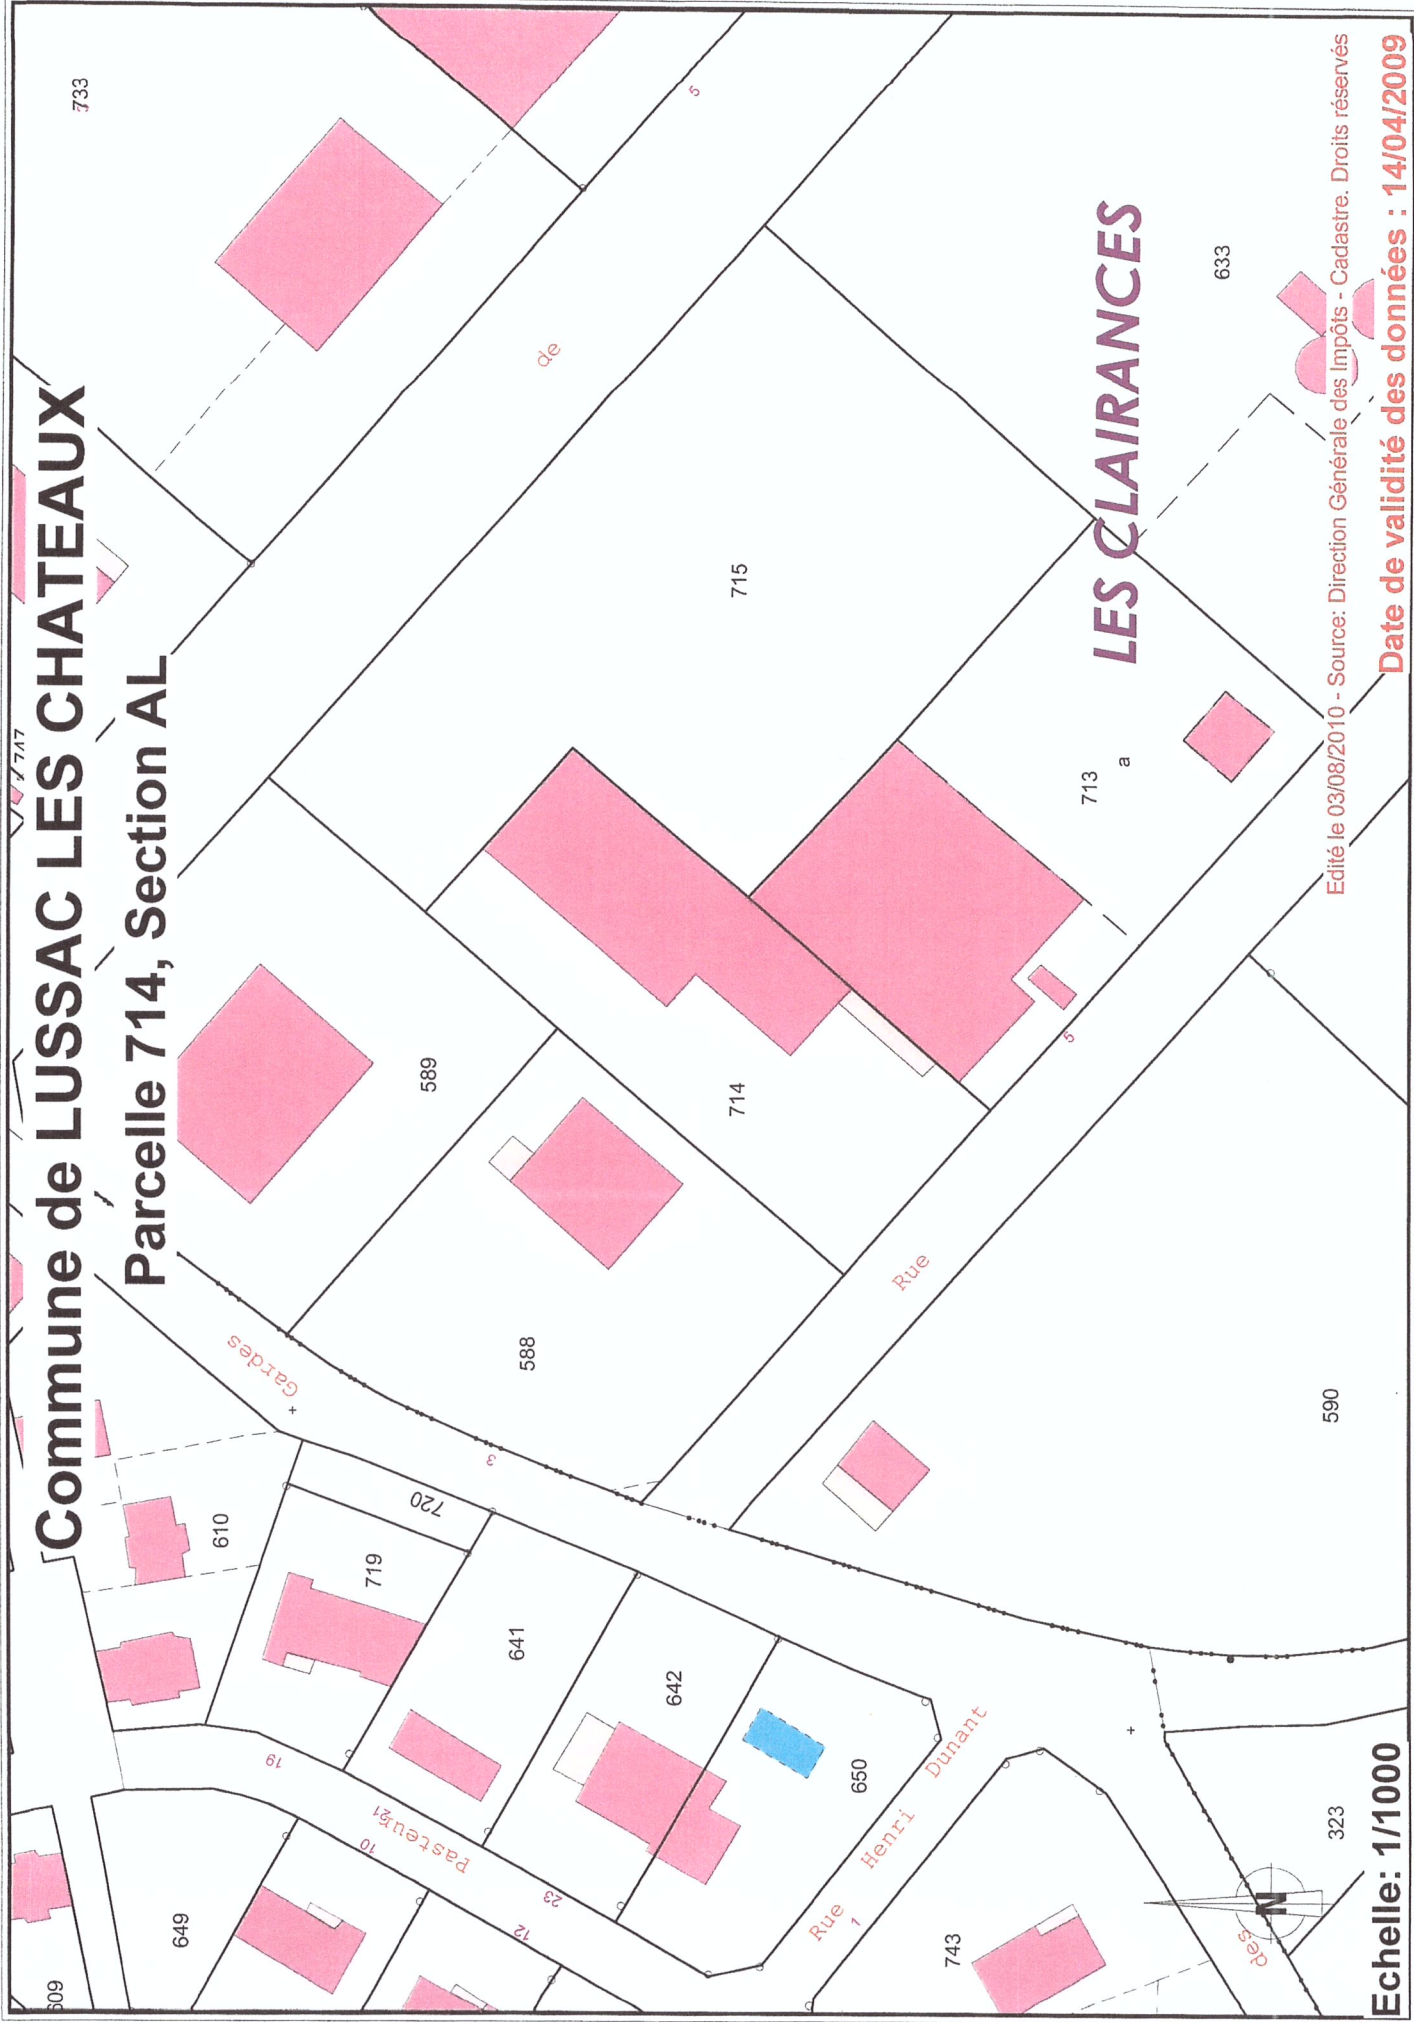 Commune de LUSSAC LES CHATEAUX
Parcelle 714, Section AL
733
5
de
LES CLAIRANCES
633
715
713
a
589
714
5
588
Rue
Gardes
3
590
610
720
719
641
642
650
19
21
Pasteur
10
23
12
649
609
Rue Henri Dunant
1
743
des
323
N
Echelle: 1/1000
Edité le 03/08/2010 - Source: Direction Générale des Impôts - Cadastre. Droits réservés
Date de validité des données : 14/04/2009